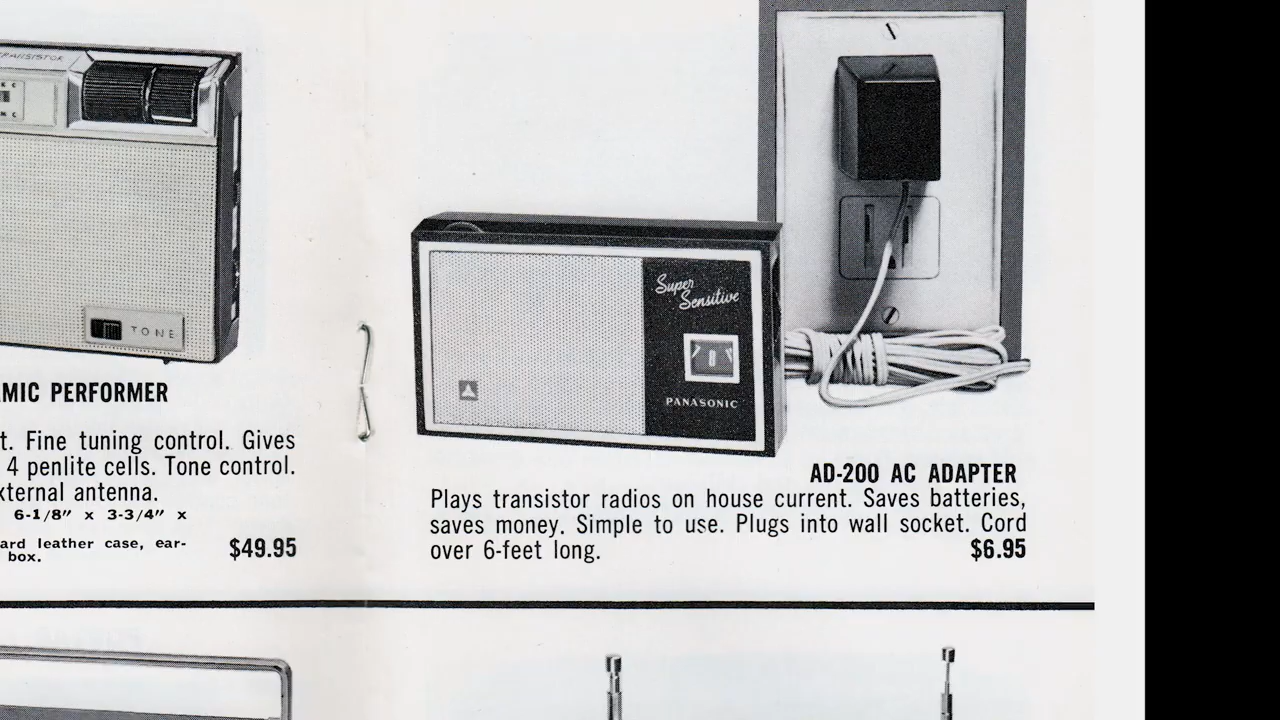 TRANSISTOR
K C
M C
TONE
AMIC PERFORMER
t. Fine tuning control. Gives
4 penlite cells. Tone control.
xternal antenna.
6-1/8" x 3-3/4" x
ard leather case, ear-
box.
$49.95
Super
Sensitive
PANASONIC
AD-200 AC ADAPTER
Plays transistor radios on house current. Saves batteries,
saves money. Simple to use. Plugs into wall socket. Cord
over 6-feet long.
$6.95